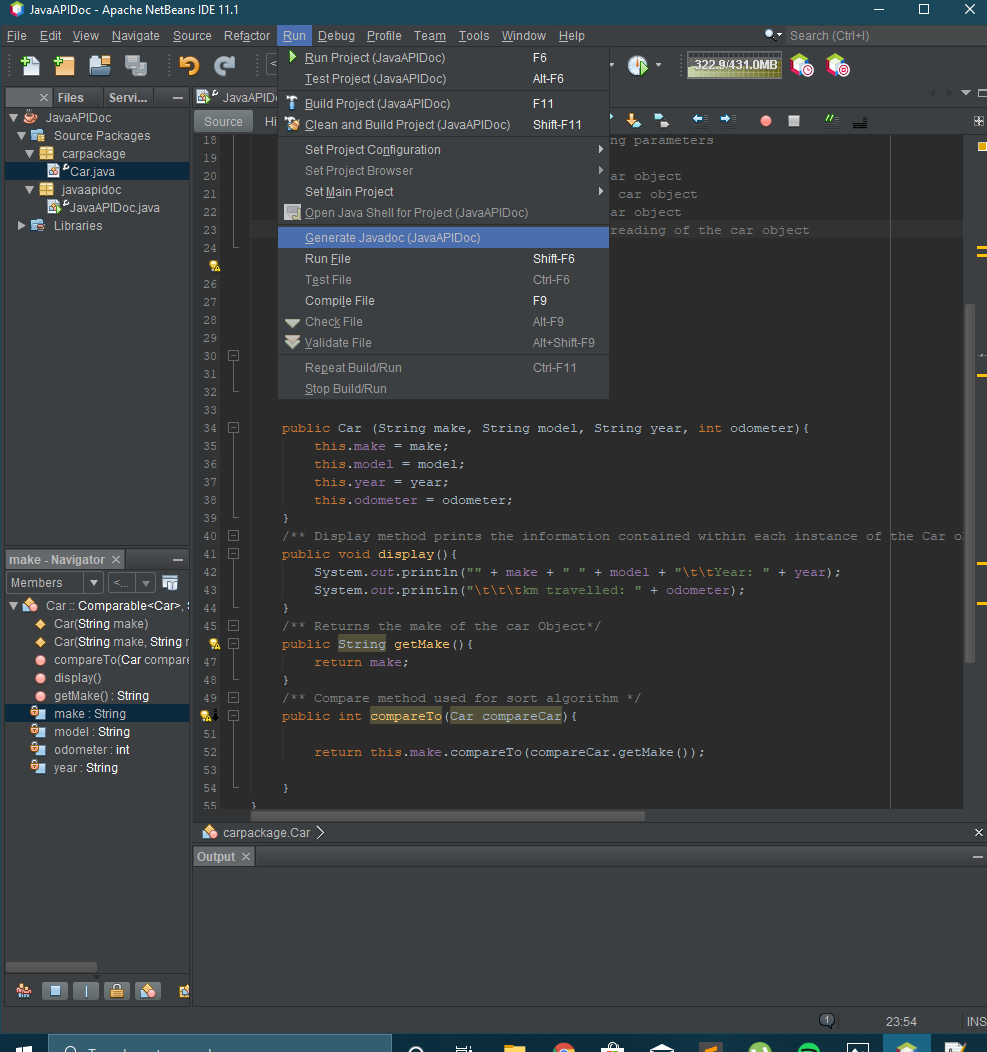 JavaAPIDoc - Apache NetBeans IDE 11.1
File Edit View Navigate Source Refactor Run Debug Profile Team Tools Window Help
Search (Ctrl+I)
322.9/431.0MB
Run Project (JavaAPIDoc) F6
Test Project (JavaAPIDoc) Alt-F6
Build Project (JavaAPIDoc) F11
Clean and Build Project (JavaAPIDoc) Shift-F11
Set Project Configuration
Set Project Browser
Set Main Project
Open Java Shell for Project (JavaAPIDoc)
Generate Javadoc (JavaAPIDoc)
Run File Shift-F6
Test File Ctrl-F6
Compile File F9
Check File Alt-F9
Validate File Alt+Shift-F9
Repeat Build/Run Ctrl-F11
Stop Build/Run
Files Servi...
JavaAPIDoc
Source Packages
carpackage
Car.java
javaapidoc
JavaAPIDoc.java
Libraries
JavaAPID
Source Hi
18 ng parameters
19
20 ar object
21 car object
22 ar object
23 reading of the car object
24
26
27
28
29
30
31
32
33
34 public Car (String make, String model, String year, int odometer){
35 this.make = make;
36 this.model = model;
37 this.year = year;
38 this.odometer = odometer;
39 }
40 /** Display method prints the information contained within each instance of the Car o
41 public void display(){
42 System.out.println("" + make + " " + model + "\t\tYear: " + year);
43 System.out.println("\t\t\tkm travelled: " + odometer);
44 }
45 /** Returns the make of the car Object*/
public String getMake(){
47 return make;
48 }
49 /** Compare method used for sort algorithm */
public int compareTo(Car compareCar){
51
52 return this.make.compareTo(compareCar.getMake());
53
54 }
55 }
make - Navigator
Members <...
Car :: Comparable<Car>,
Car(String make)
Car(String make, String
compareTo(Car compare
display()
getMake() : String
make : String
model : String
odometer : int
year : String
carpackage.Car
Output
1
23:54 INS